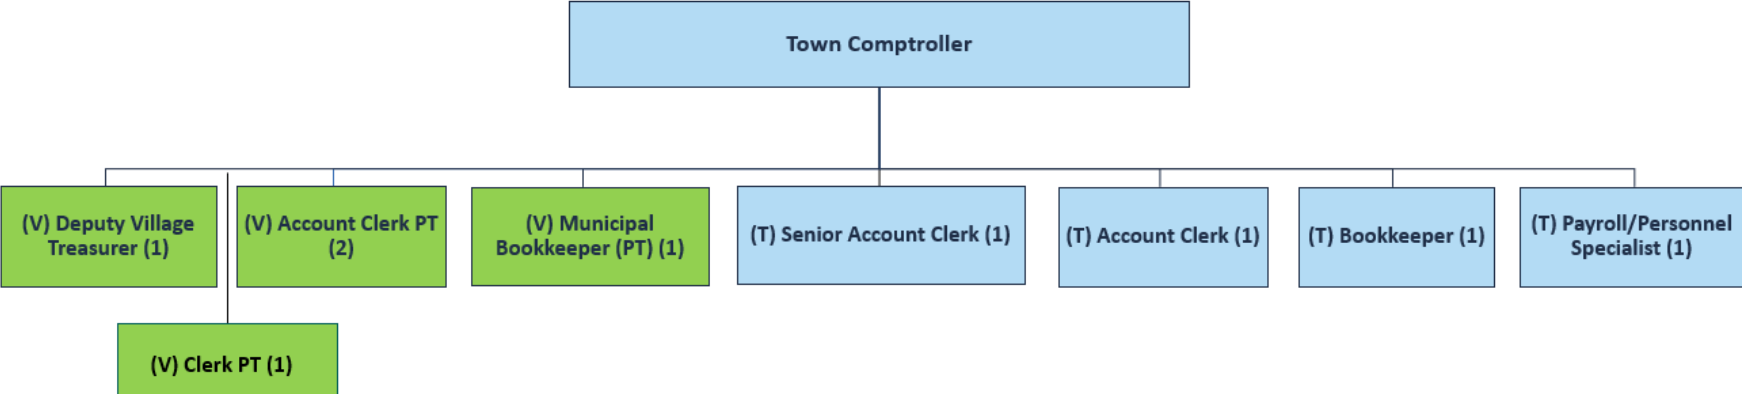 Town Comptroller
(V) Deputy Village
Treasurer (1)
(V) Account Clerk PT
(2)
(V) Municipal
Bookkeeper (PT) (1)
(T) Senior Account Clerk (1)
(T) Account Clerk (1)
(T) Bookkeeper (1)
(T) Payroll/Personnel
Specialist (1)
(V) Clerk PT (1)